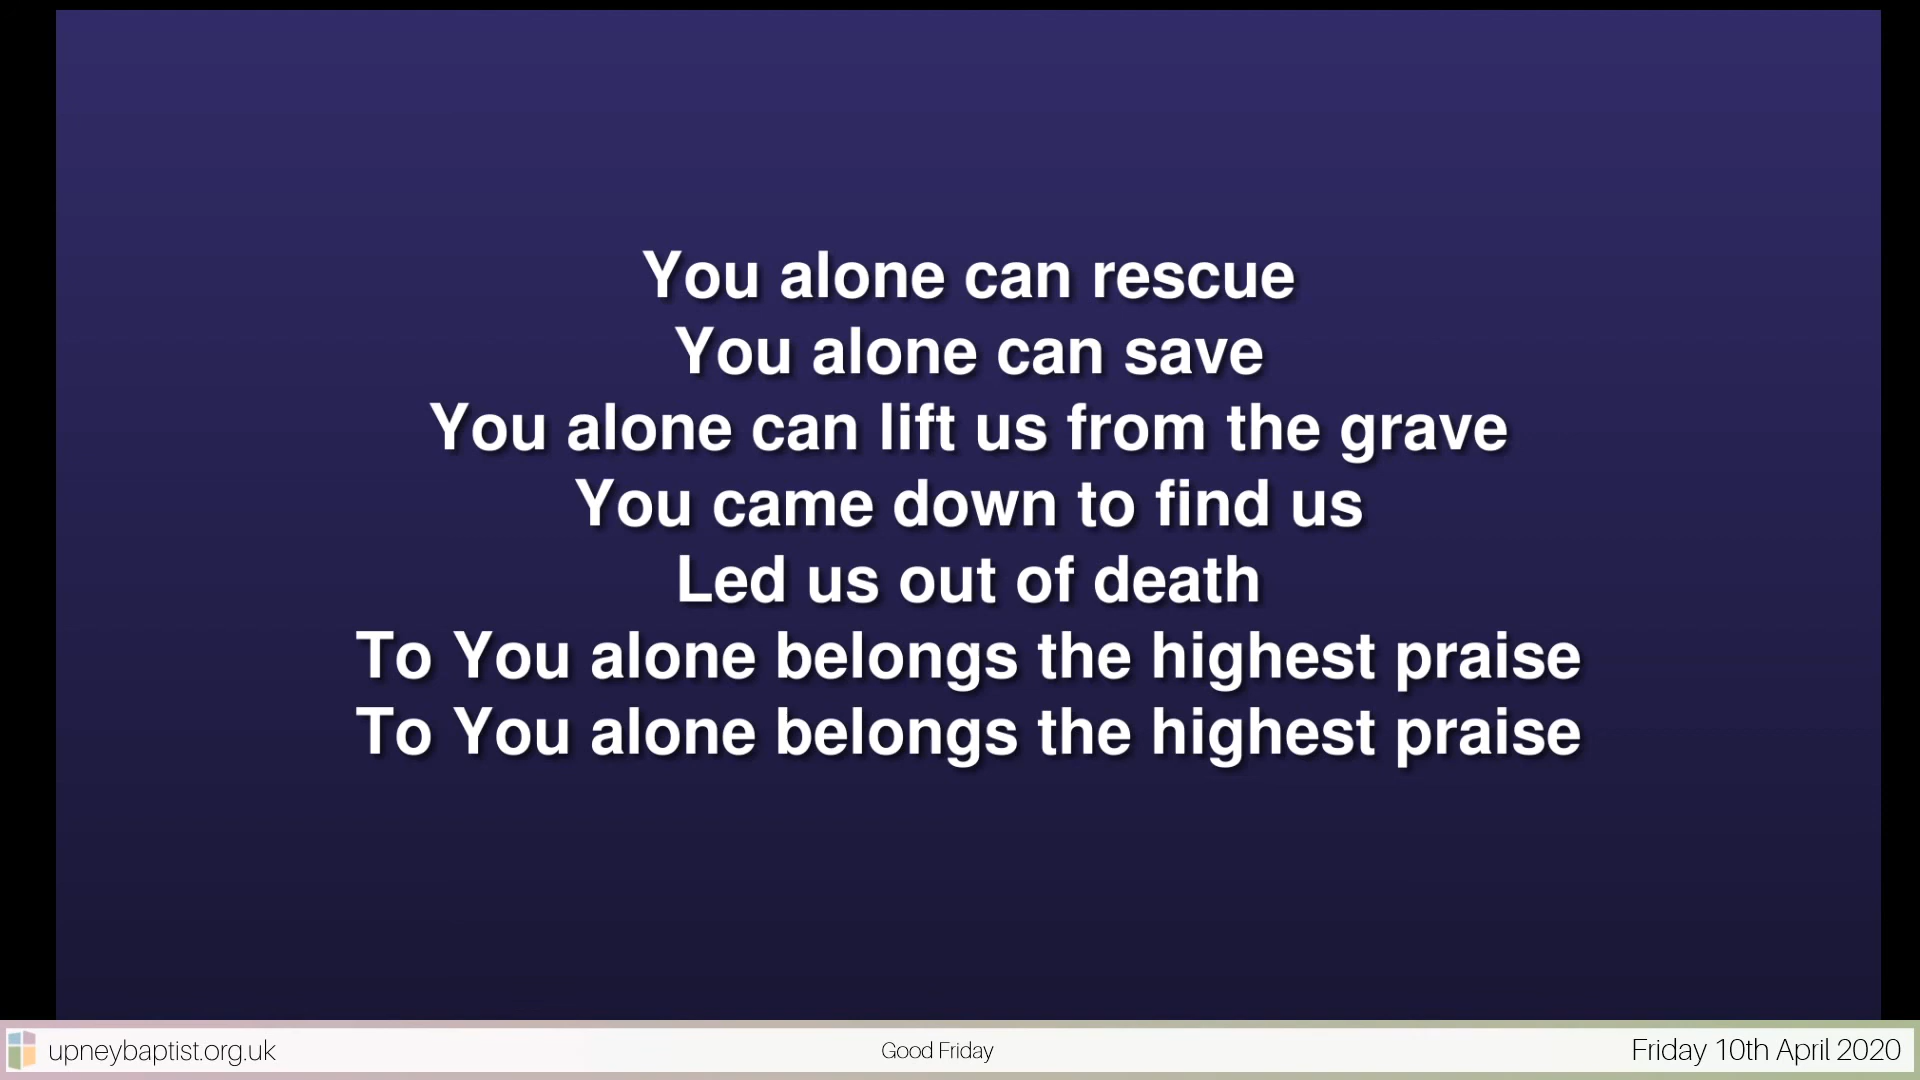 You alone can rescue
You alone can save
You alone can lift us from the grave
You came down to find us
Led us out of death
To You alone belongs the highest praise
To You alone belongs the highest praise
upneybaptist.org.uk
Good Friday
Friday 10th April 2020